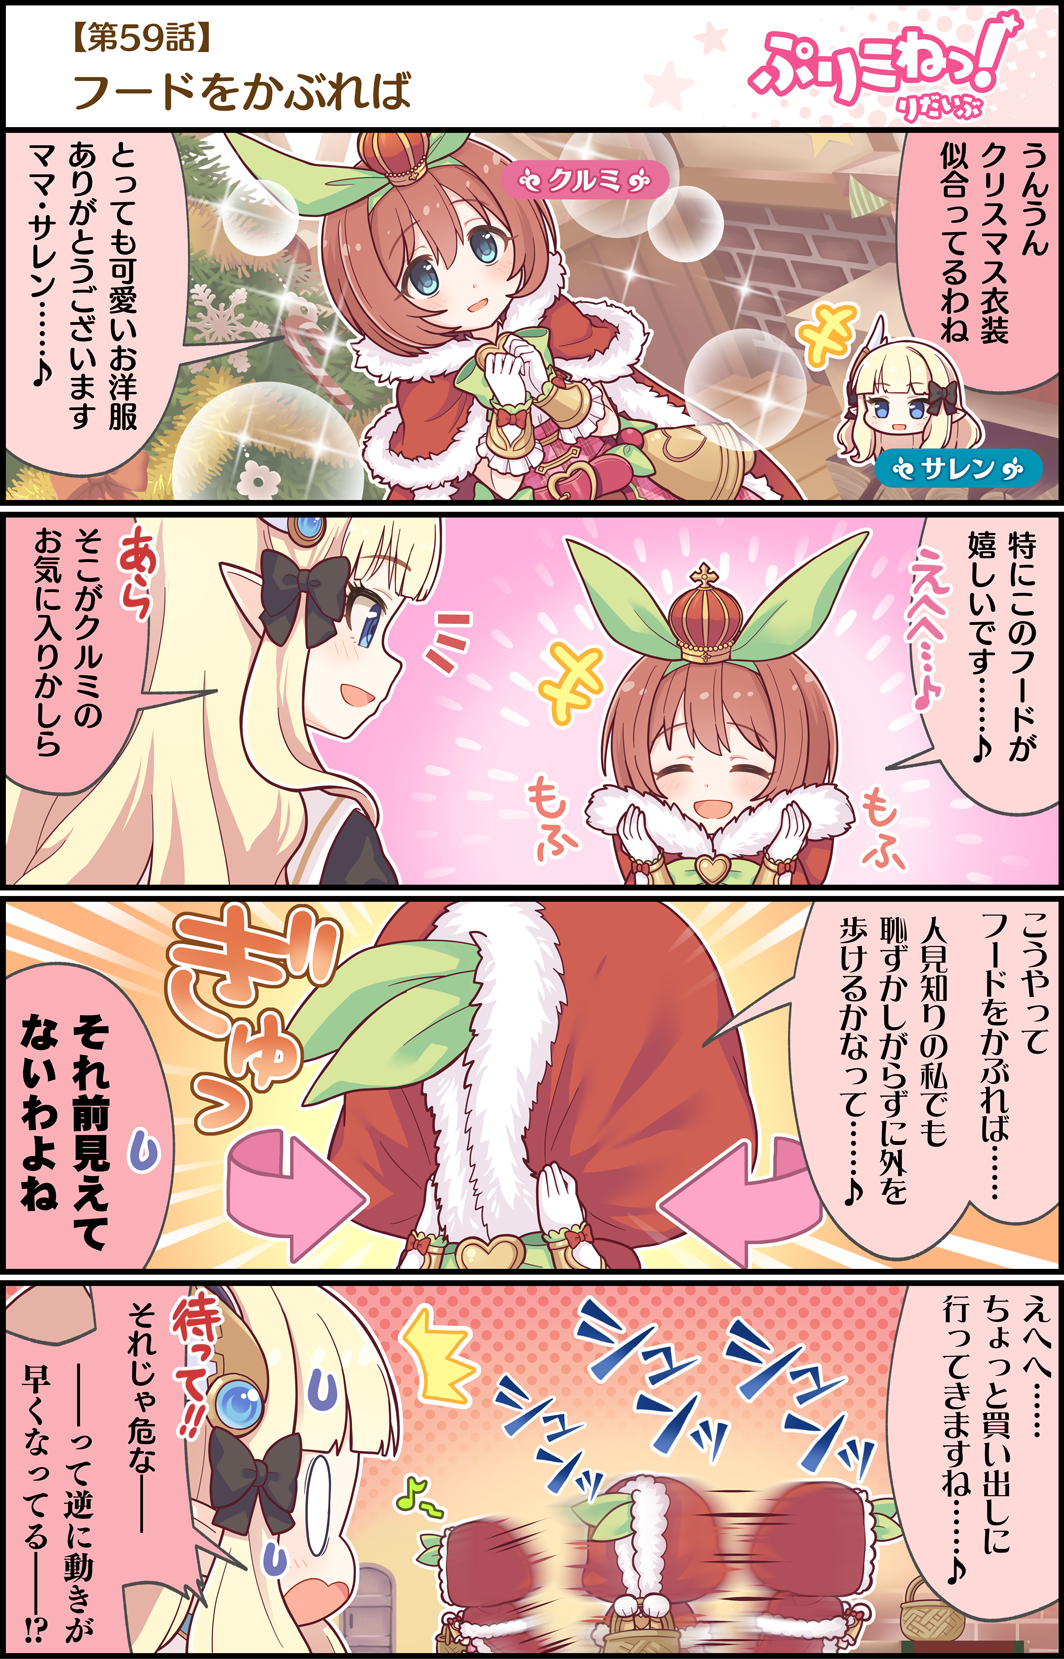 【第59話】
フードをかぶれば
ぷりこねっ!
りだいぶ
うんうん
クリスマス衣装
似合ってるわね
クルミ
サレン
とっても可愛いお洋服
ありがとうございます
ママ・サレン……♪
特にこのフードが
嬉しいです……♪
えへへ…♪
もふ
もふ
あら
そこがクルミの
お気に入りかしら
こうやって
フードをかぶれば……
人見知りの私でも
恥ずかしがらずに外を
歩けるかなって……♪
ぎゅっ
それ前見えて
ないわよね
えへへ……
ちょっと買い出しに
行ってきますね……♪
シュンッ
シュンッ
シュンッ
待って!!
それじゃ危な――
――って逆に動きが
早くなってる――!?